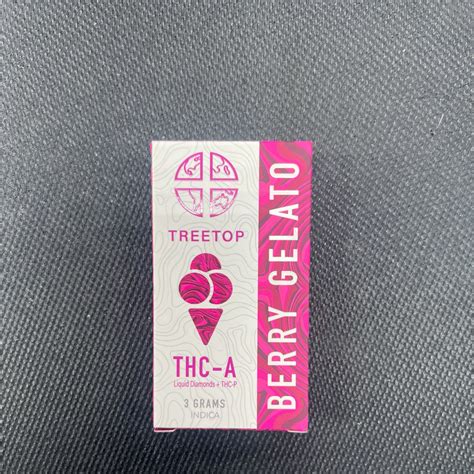 TREETOP
THC-A
Liquid Diamonds + THC-P
3 GRAMS
INDICA
BERRY GELATO